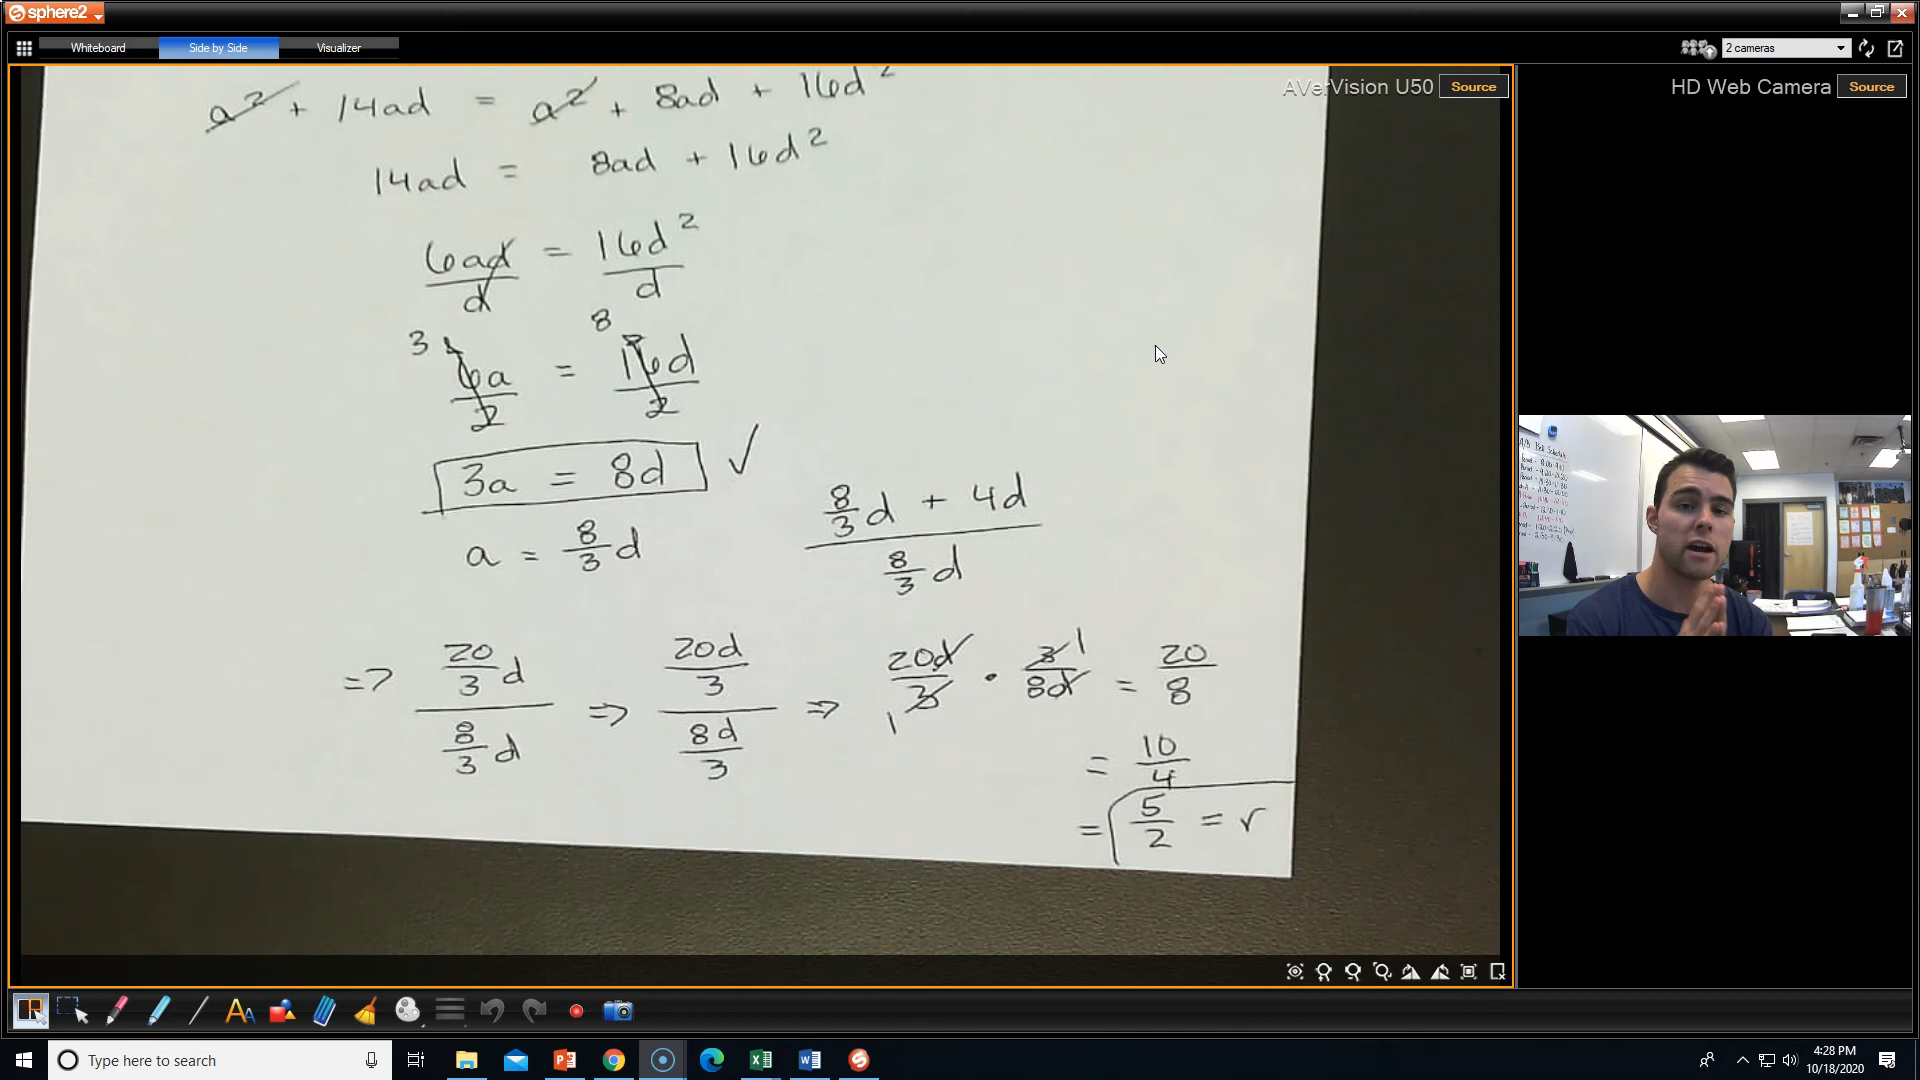 sphere2
Whiteboard Side by Side Visualizer
2 cameras
AVerVision U50 Source
HD Web Camera Source
a² + 14ad = a² + 8ad + 16d²
14ad = 8ad + 16d²
6ad/d = 16d²/d
3 8
6a/2 = 16d/2
3a = 8d ✓
a = 8/3 d
(8/3 d + 4d) / (8/3 d)
=> (20/3 d) / (8/3 d) => (20d/3) / (8d/3) => 20d/3 • 3/8d = 20/8
1 1
= 10/4
= 5/2 = r
Bell Schedule
Type here to search
4:28 PM
10/18/2020